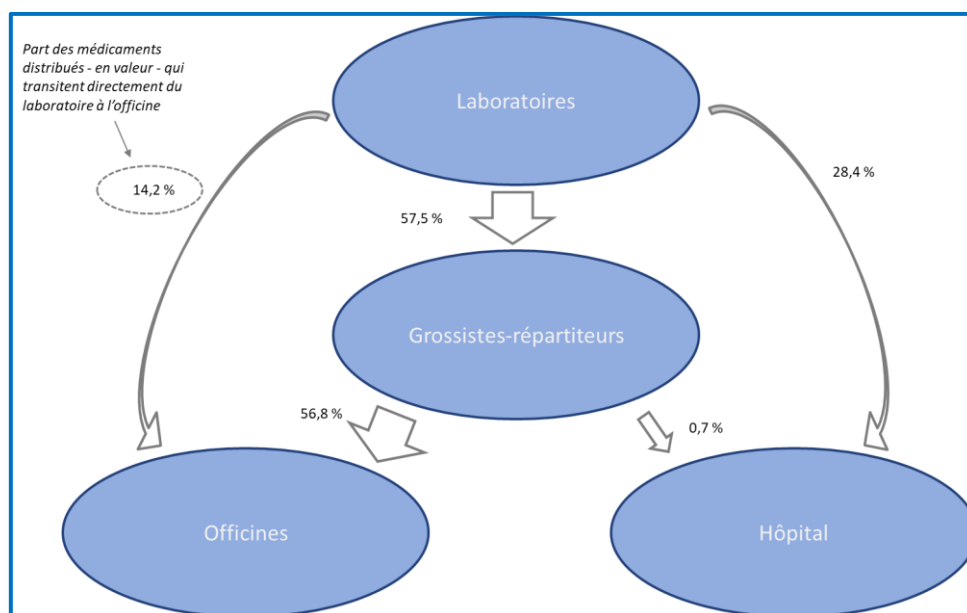 Part des médicaments
distribués - en valeur - qui
transitent directement du
laboratoire à l’officine
Laboratoires
14,2 %
28,4 %
57,5 %
Grossistes-répartiteurs
56,8 %
0,7 %
Officines
Hôpital